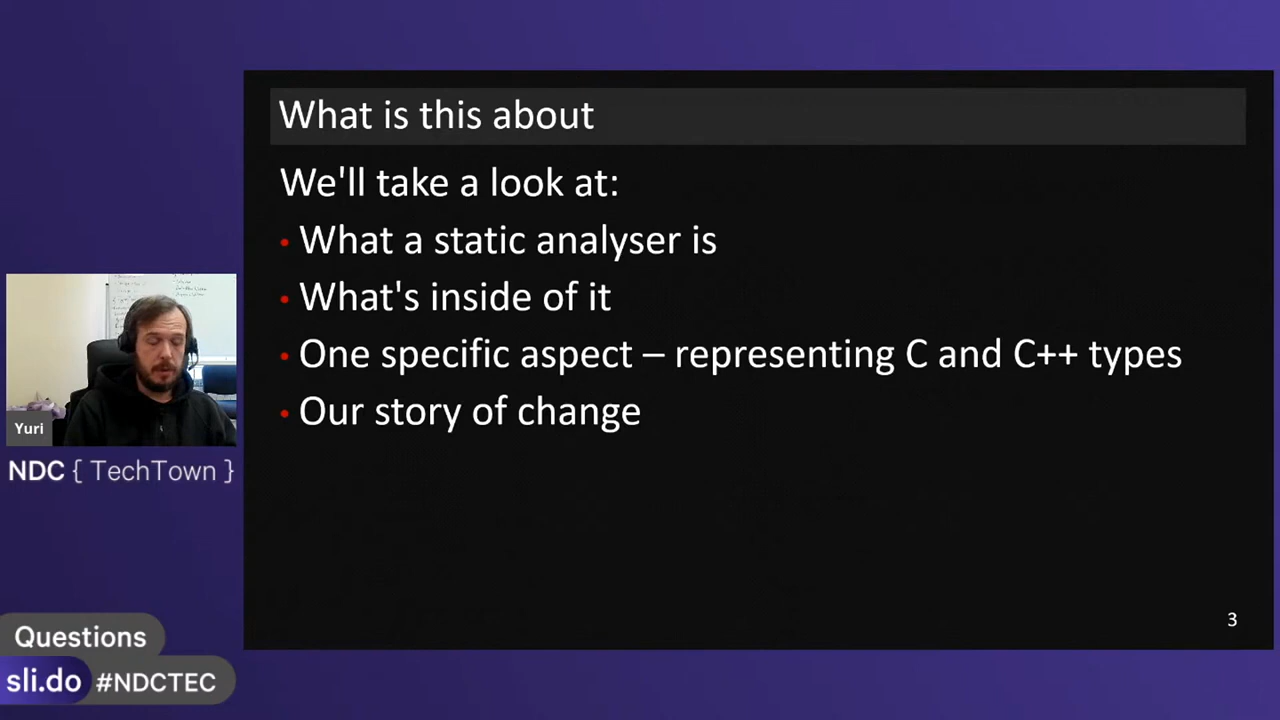 What is this about
We'll take a look at:
• What a static analyser is
• What's inside of it
• One specific aspect – representing C and C++ types
• Our story of change
3
Yuri
NDC { TechTown }
Questions
sli.do #NDCTEC